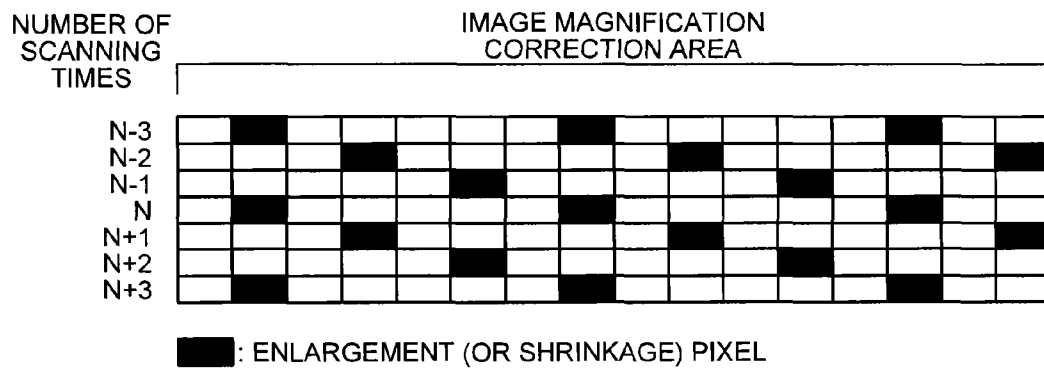 NUMBER OF
SCANNING
TIMES
IMAGE MAGNIFICATION
CORRECTION AREA
N-3
N-2
N-1
N
N+1
N+2
N+3
: ENLARGEMENT (OR SHRINKAGE) PIXEL